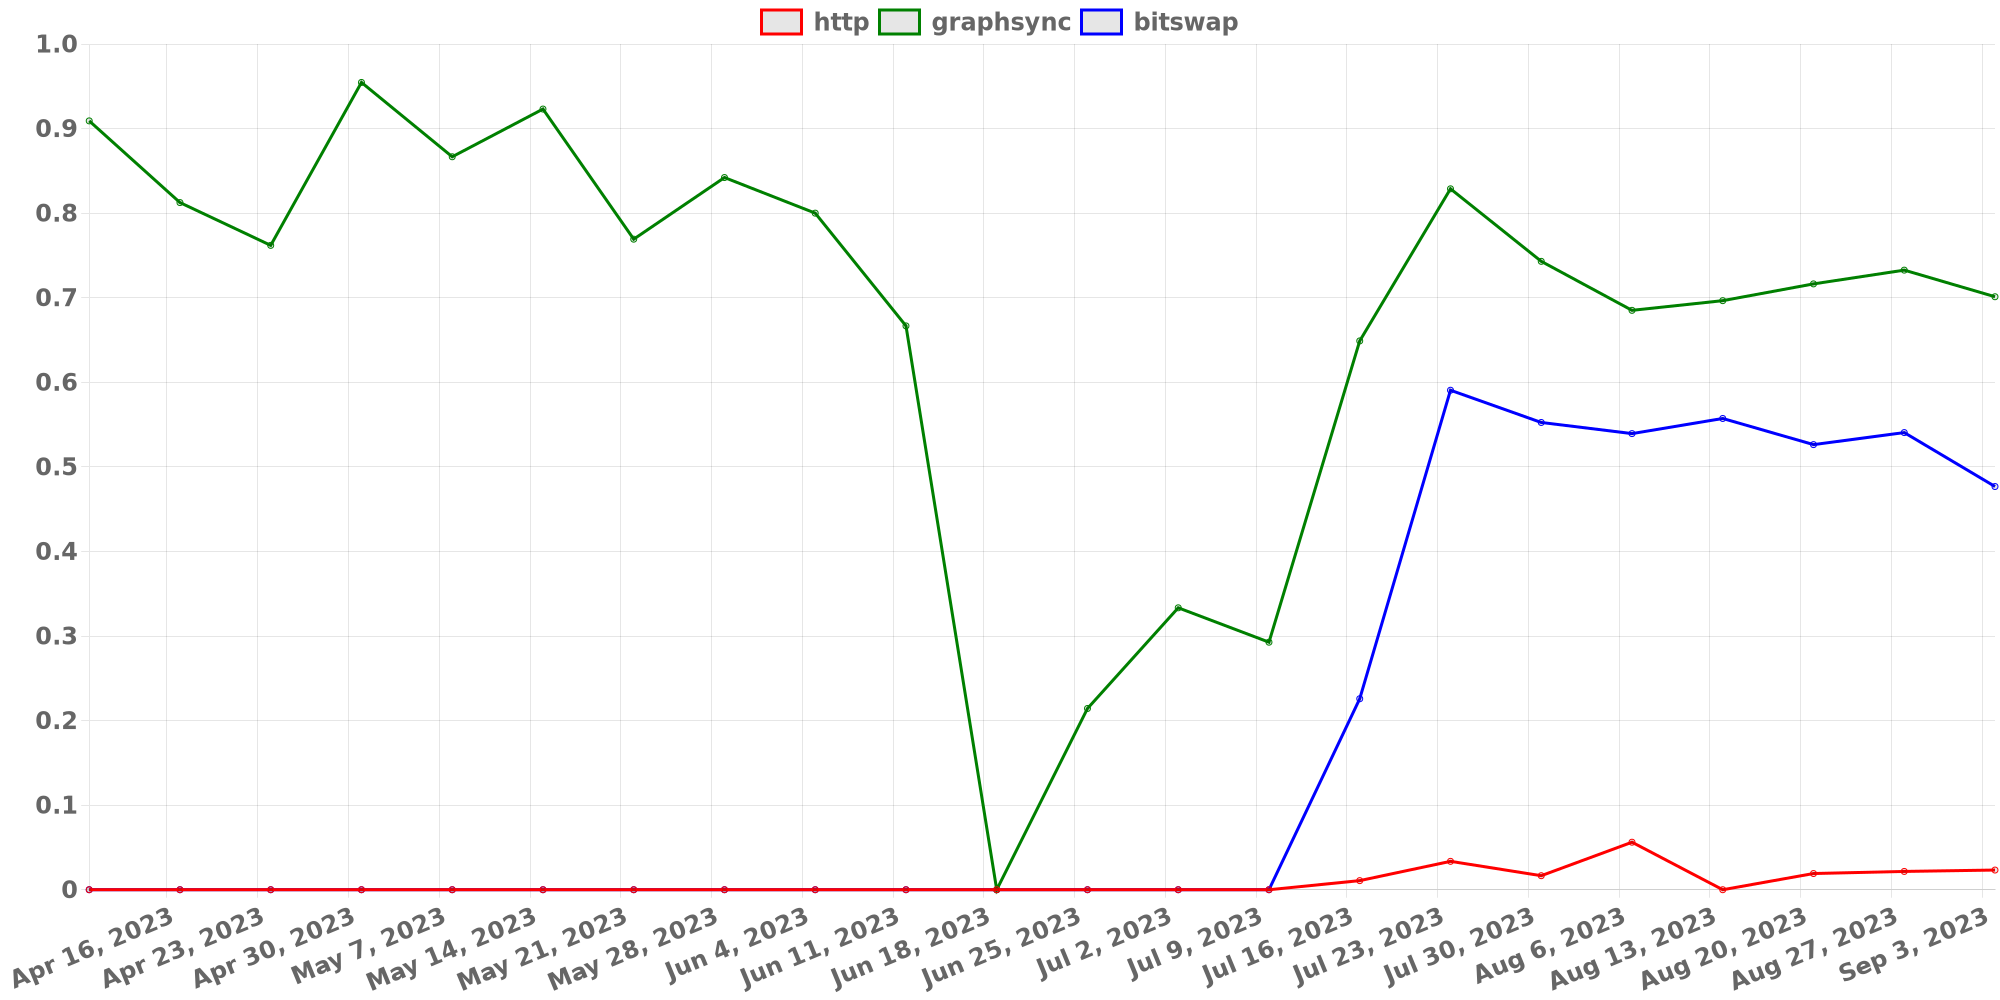 http graphsync bitswap
1.0
0.9
0.8
0.7
0.6
0.5
0.4
0.3
0.2
0.1
0
Apr 16, 2023
Apr 23, 2023
Apr 30, 2023
May 7, 2023
May 14, 2023
May 21, 2023
May 28, 2023
Jun 4, 2023
Jun 11, 2023
Jun 18, 2023
Jun 25, 2023
Jul 2, 2023
Jul 9, 2023
Jul 16, 2023
Jul 23, 2023
Jul 30, 2023
Aug 6, 2023
Aug 13, 2023
Aug 20, 2023
Aug 27, 2023
Sep 3, 2023